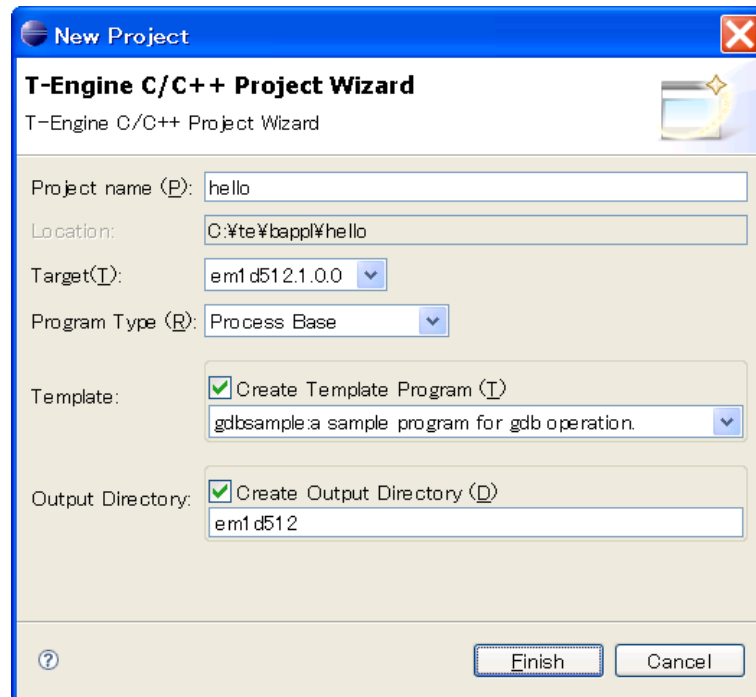 New Project
T-Engine C/C++ Project Wizard
T-Engine C/C++ Project Wizard
Project name (P): hello
Location: C:¥te¥bappl¥hello
Target(T): em1d512.1.0.0
Program Type (R): Process Base
Template:
Create Template Program (T)
gdbsample:a sample program for gdb operation.
Output Directory:
Create Output Directory (D)
em1d512
?
Finish
Cancel